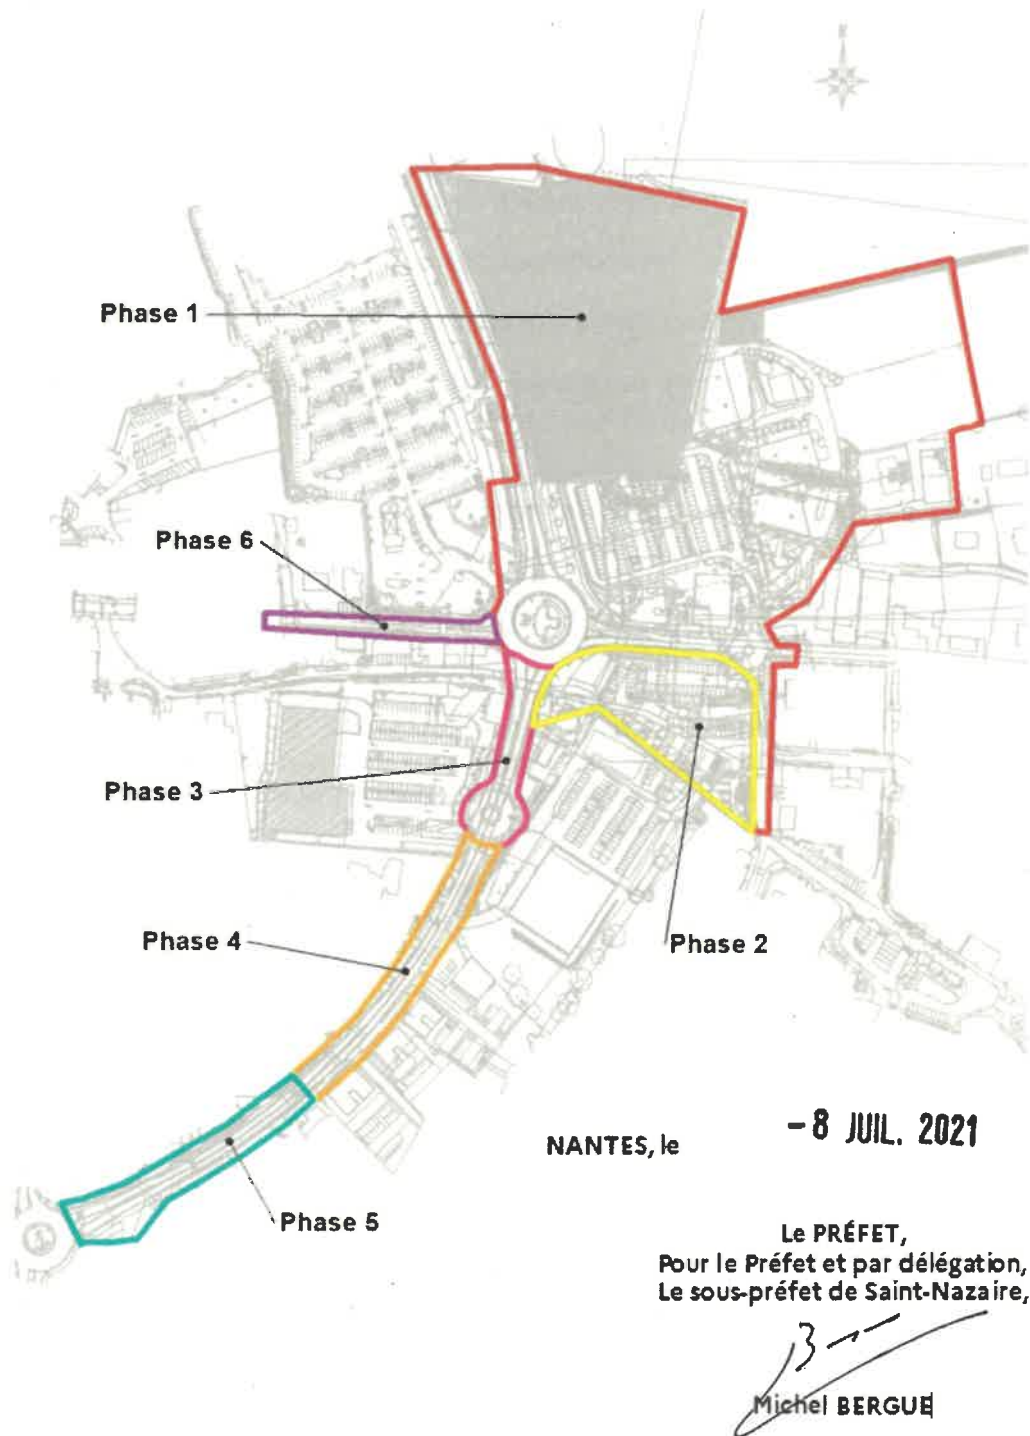 N
Phase 1
Phase 6
Phase 3
Phase 4
Phase 2
Phase 5
NANTES, le
- 8 JUIL. 2021
Le PRÉFET,
Pour le Préfet et par délégation,
Le sous-préfet de Saint-Nazaire,
Michel BERGUE